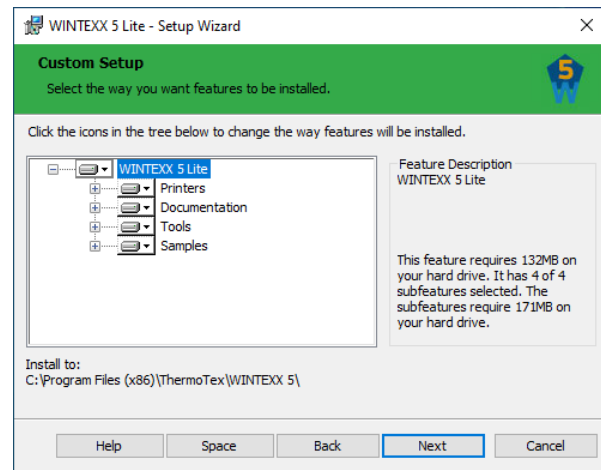 WINTEXX 5 Lite - Setup Wizard
Custom Setup
Select the way you want features to be installed.
5
W
Click the icons in the tree below to change the way features will be installed.
WINTEXX 5 Lite
Printers
Documentation
Tools
Samples
Feature Description
WINTEXX 5 Lite
This feature requires 132MB on
your hard drive. It has 4 of 4
subfeatures selected. The
subfeatures require 171MB on
your hard drive.
Install to:
C:\Program Files (x86)\ThermoTex\WINTEXX 5\
Help Space Back Next Cancel